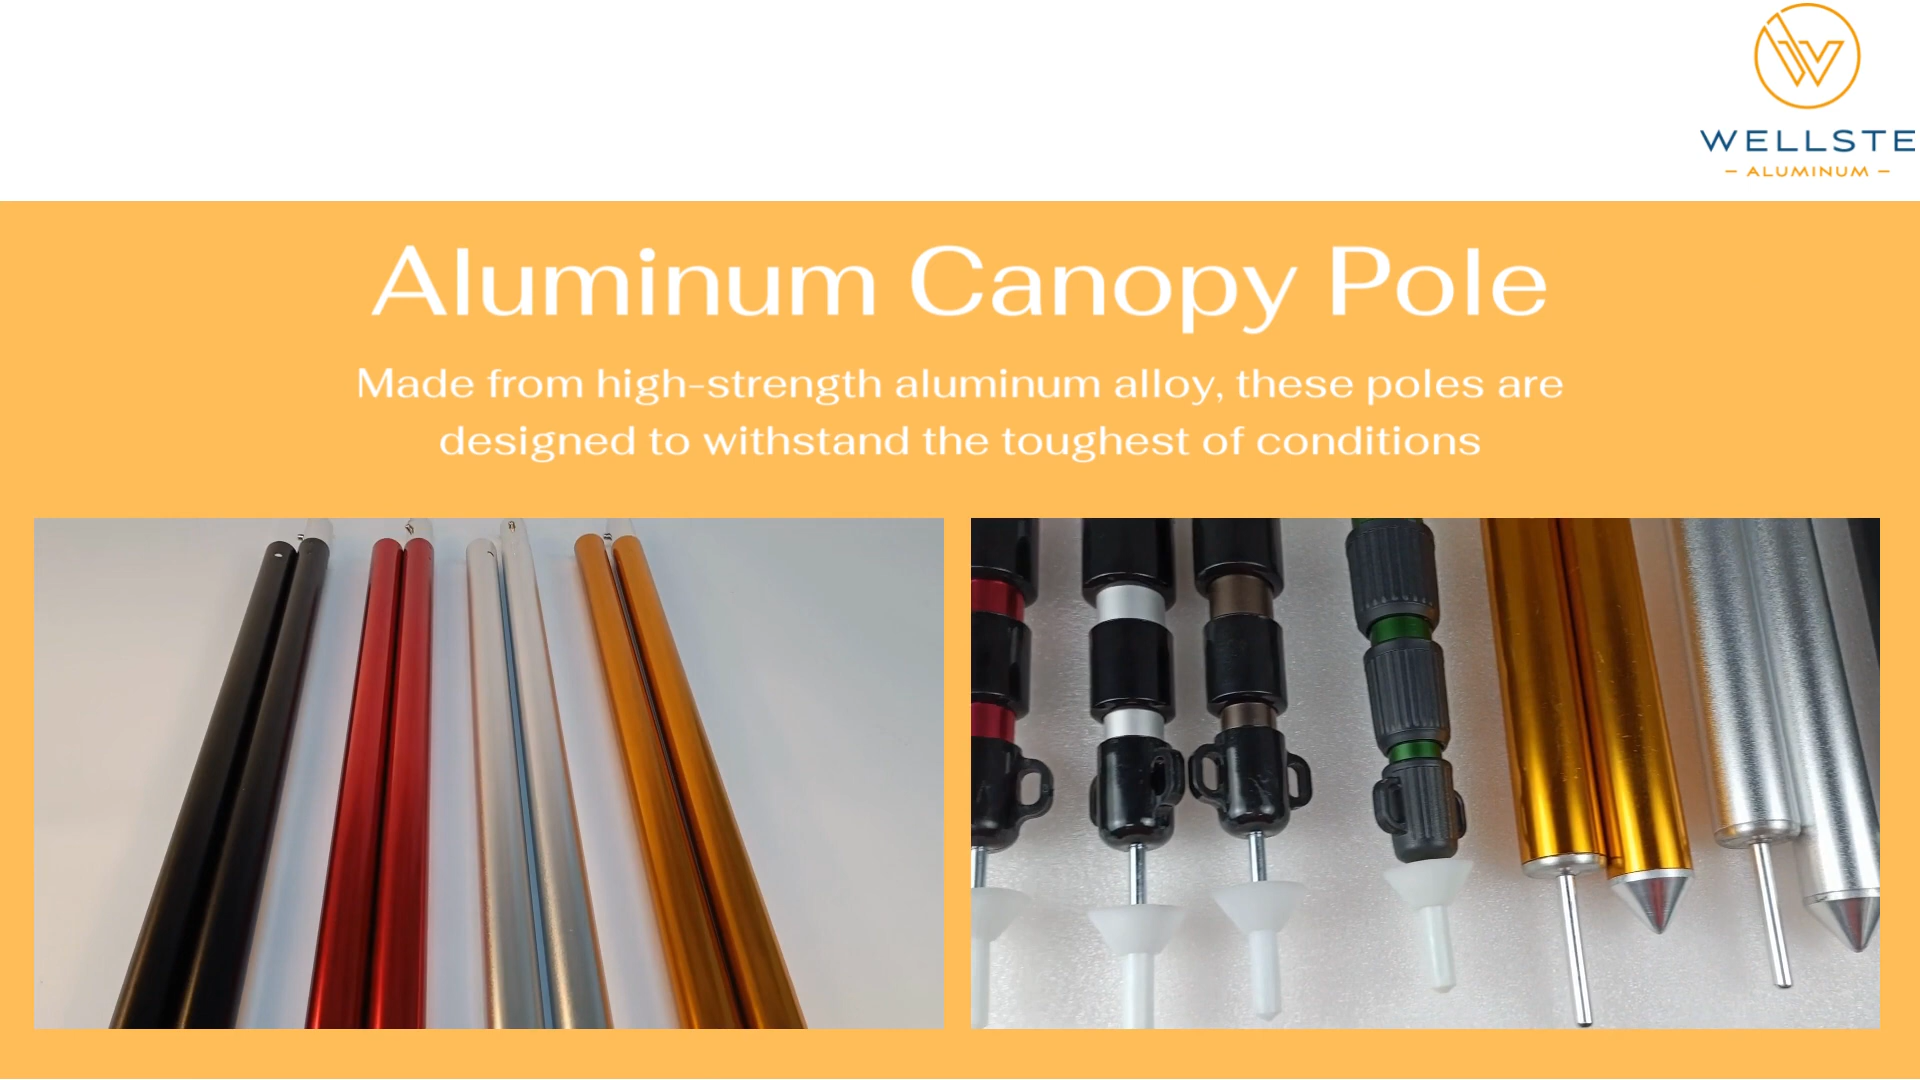 WELLSTE
– ALUMINUM –
Aluminum Canopy Pole
Made from high-strength aluminum alloy, these poles are
designed to withstand the toughest of conditions